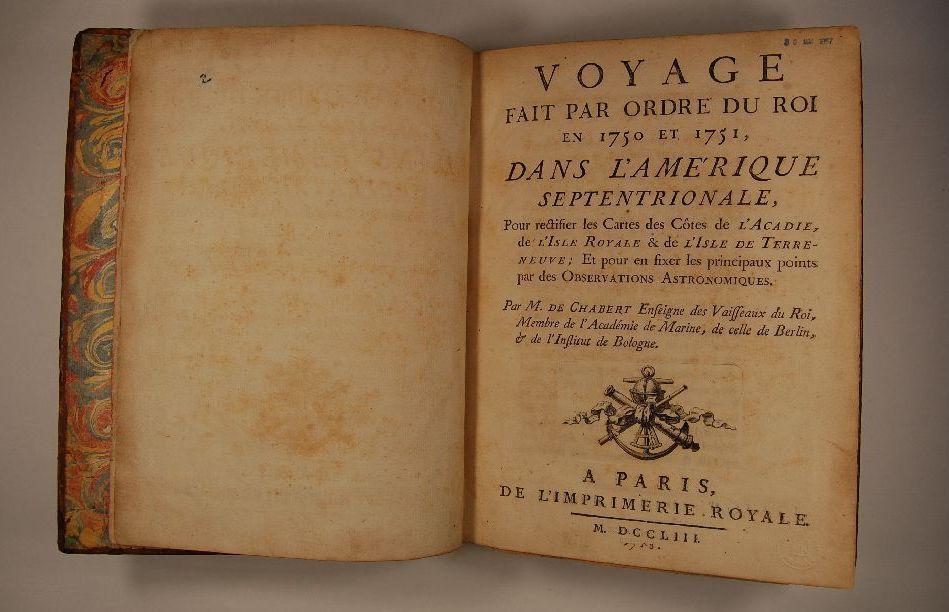 2
VOYAGE
FAIT PAR ORDRE DU ROI
EN 1750 ET 1751,
DANS L'AMÉRIQUE
SEPTENTRIONALE,
Pour rectifier les Cartes des Côtes de L'ACADIE,
de L'ISLE ROYALE & de L'ISLE DE TERRE-
NEUVE; Et pour en fixer les principaux points
par des OBSERVATIONS ASTRONOMIQUES.
Par M. DE CHABERT Enseigne des Vaisseaux du Roi,
Membre de l'Académie de Marine, de celle de Berlin,
& de l'Institut de Bologne.
A PARIS,
DE L'IMPRIMERIE ROYALE.
M. DCCLIII.
1753.